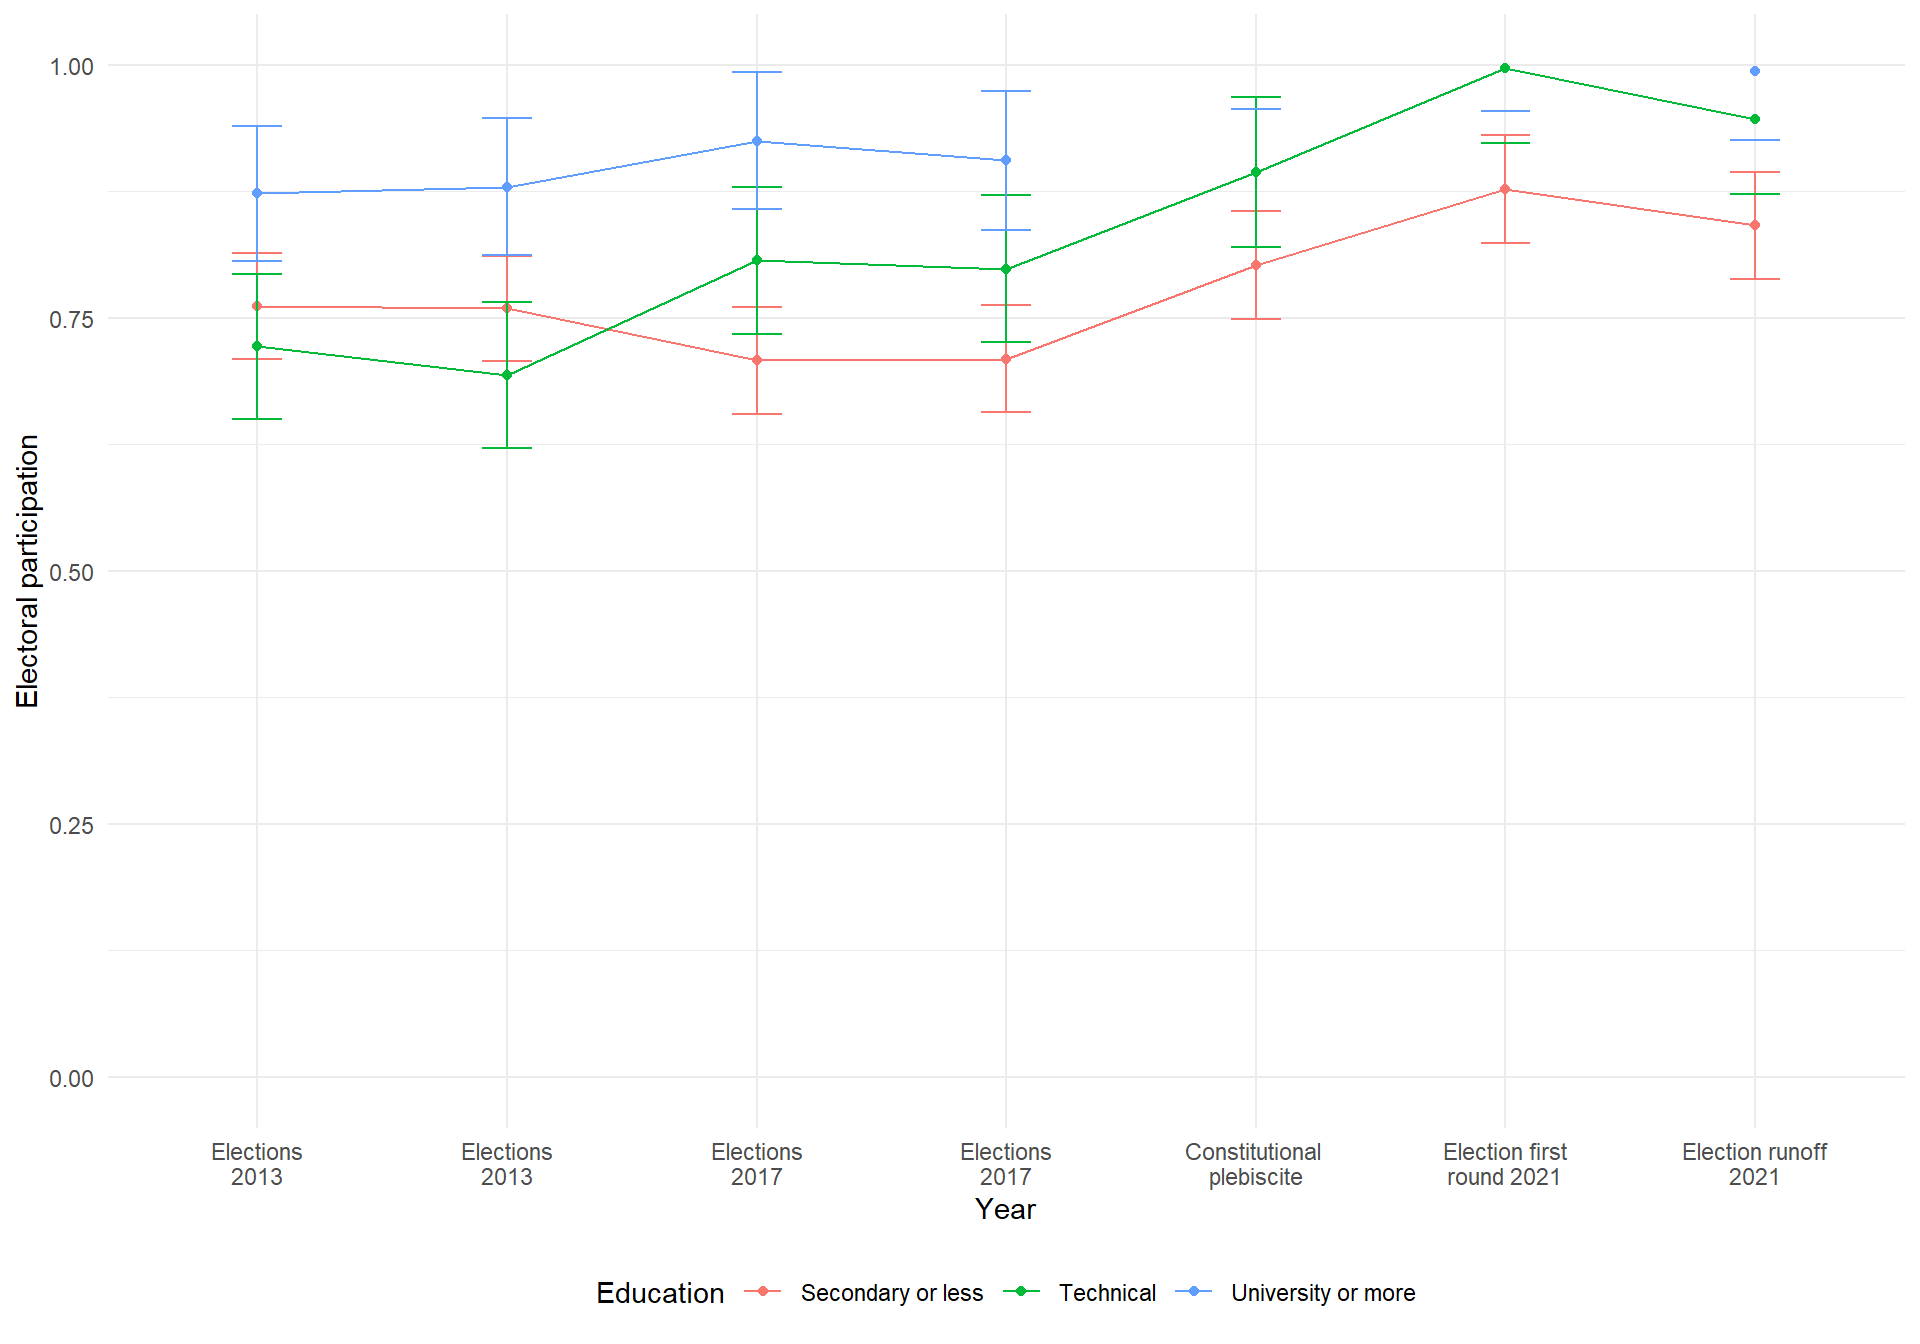 1.00
0.75
0.50
0.25
0.00
Electoral participation
Elections
2013
Elections
2013
Elections
2017
Elections
2017
Constitutional
plebiscite
Election first
round 2021
Election runoff
2021
Year
Education
Secondary or less
Technical
University or more